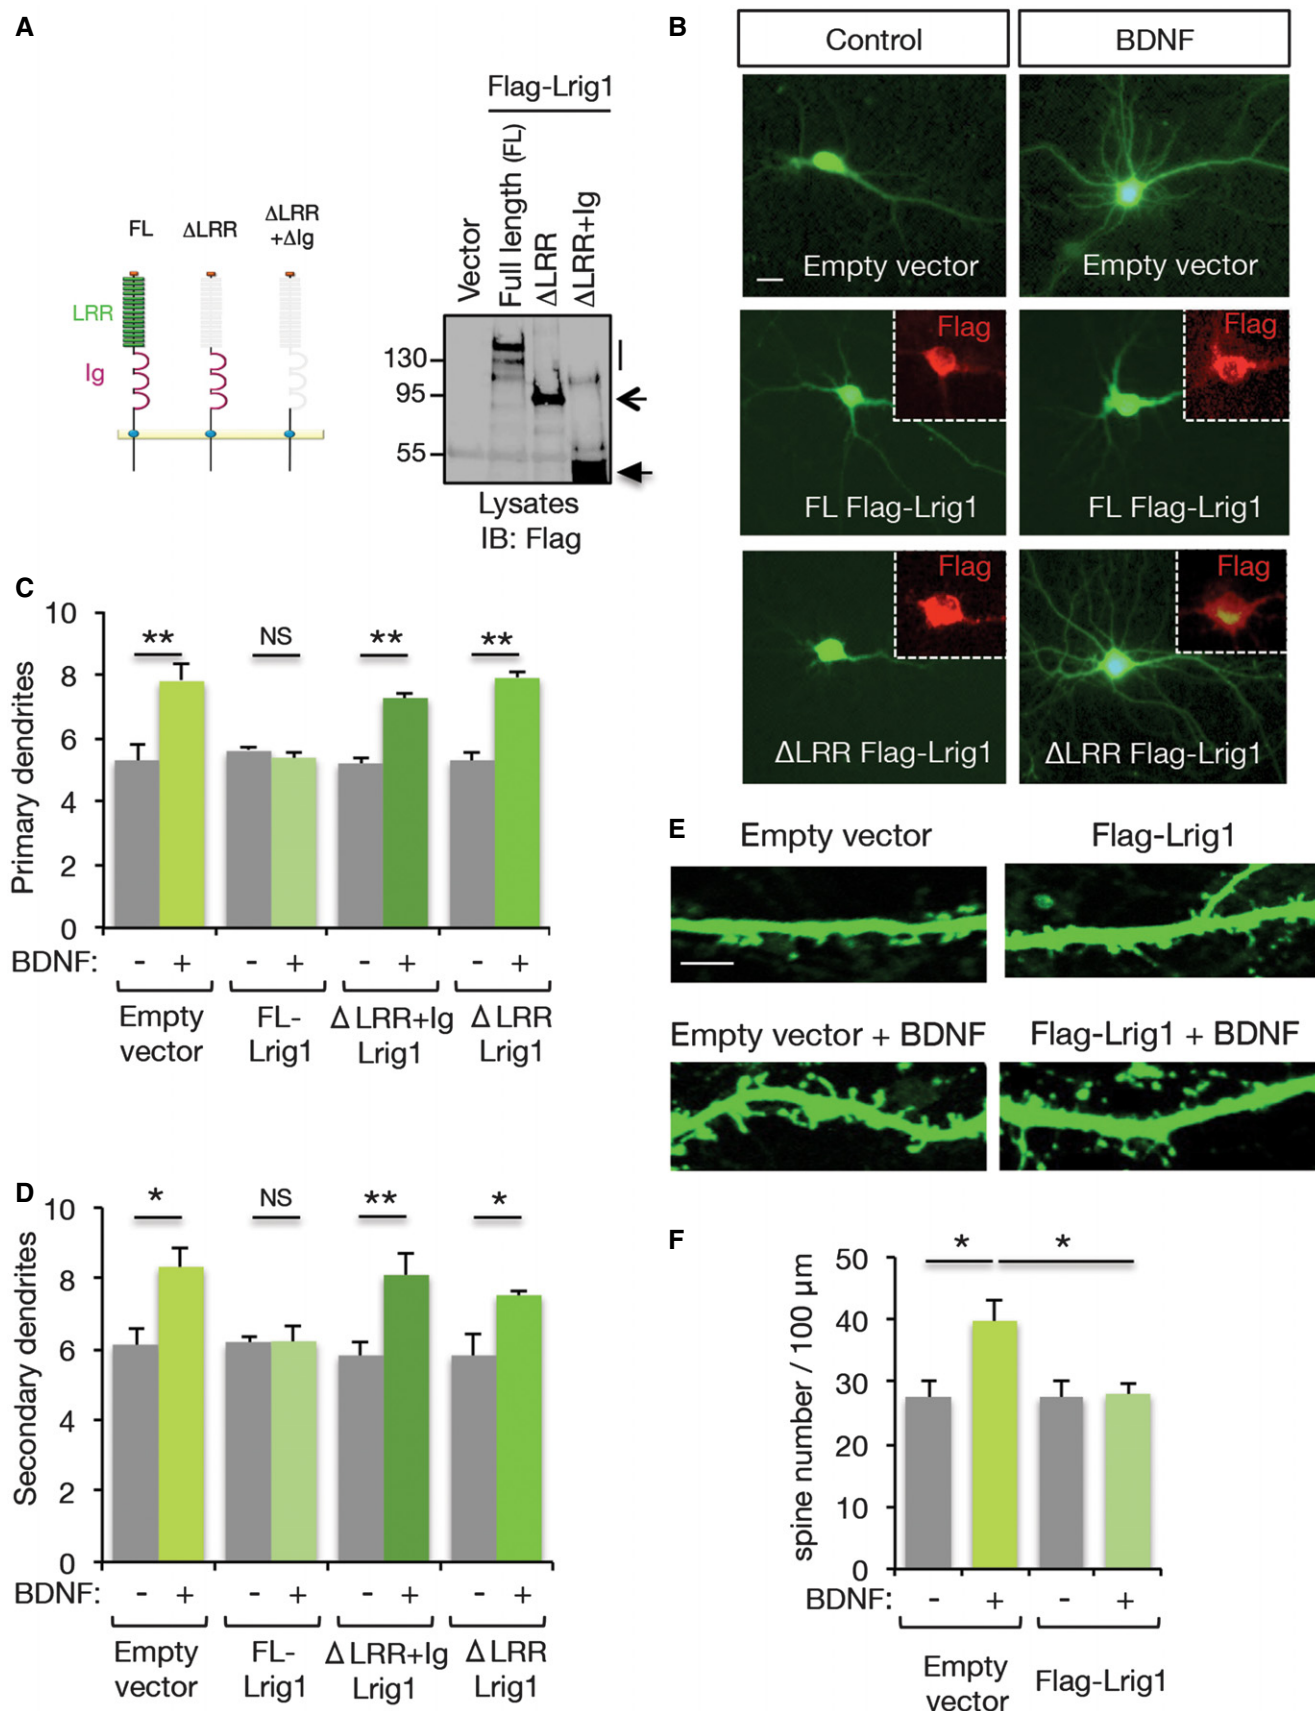 A
FL
ΔLRR
ΔLRR
+ΔIg
LRR
Ig
Flag-Lrig1
Vector
Full length (FL)
ΔLRR
ΔLRR+Ig
130
95
55
Lysates
IB: Flag
B
Control
BDNF
Empty vector
Empty vector
Flag
FL Flag-Lrig1
Flag
FL Flag-Lrig1
Flag
ΔLRR Flag-Lrig1
Flag
ΔLRR Flag-Lrig1
C
Primary dendrites
10
8
6
4
2
0
**
NS
**
**
BDNF: - + - + - + - +
Empty
vector
FL-
Lrig1
Δ LRR+Ig
Lrig1
Δ LRR
Lrig1
D
Secondary dendrites
10
8
6
4
2
0
*
NS
**
*
BDNF: - + - + - + - +
Empty
vector
FL-
Lrig1
Δ LRR+Ig
Lrig1
Δ LRR
Lrig1
E
Empty vector
Flag-Lrig1
Empty vector + BDNF
Flag-Lrig1 + BDNF
F
spine number / 100 µm
50
40
30
20
10
0
*
*
BDNF: - + - +
Empty
vector
Flag-Lrig1